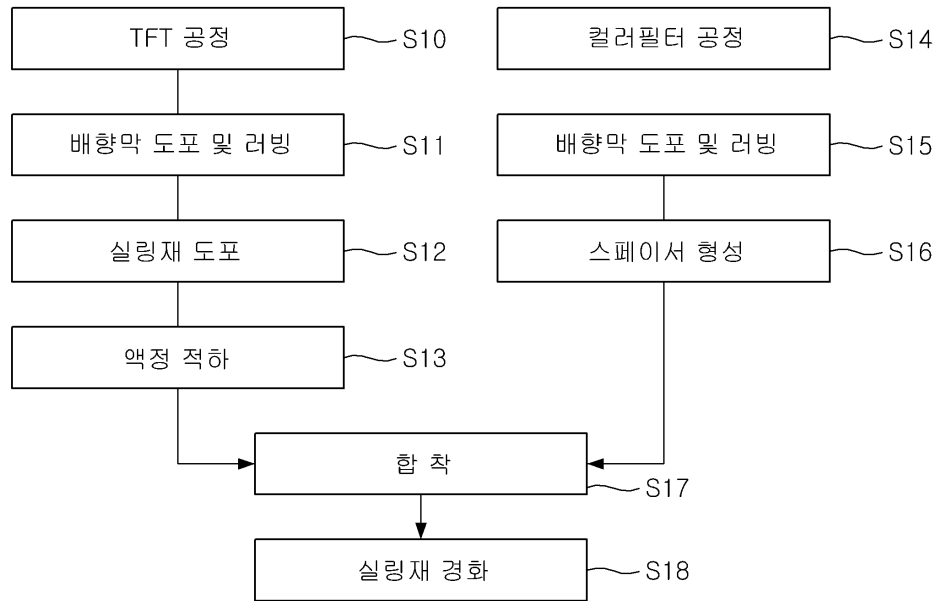 TFT 공정
S10
컬러필터 공정
S14
배향막 도포 및 러빙
S11
배향막 도포 및 러빙
S15
실링재 도포
S12
스페이서 형성
S16
액정 적하
S13
합 착
S17
실링재 경화
S18